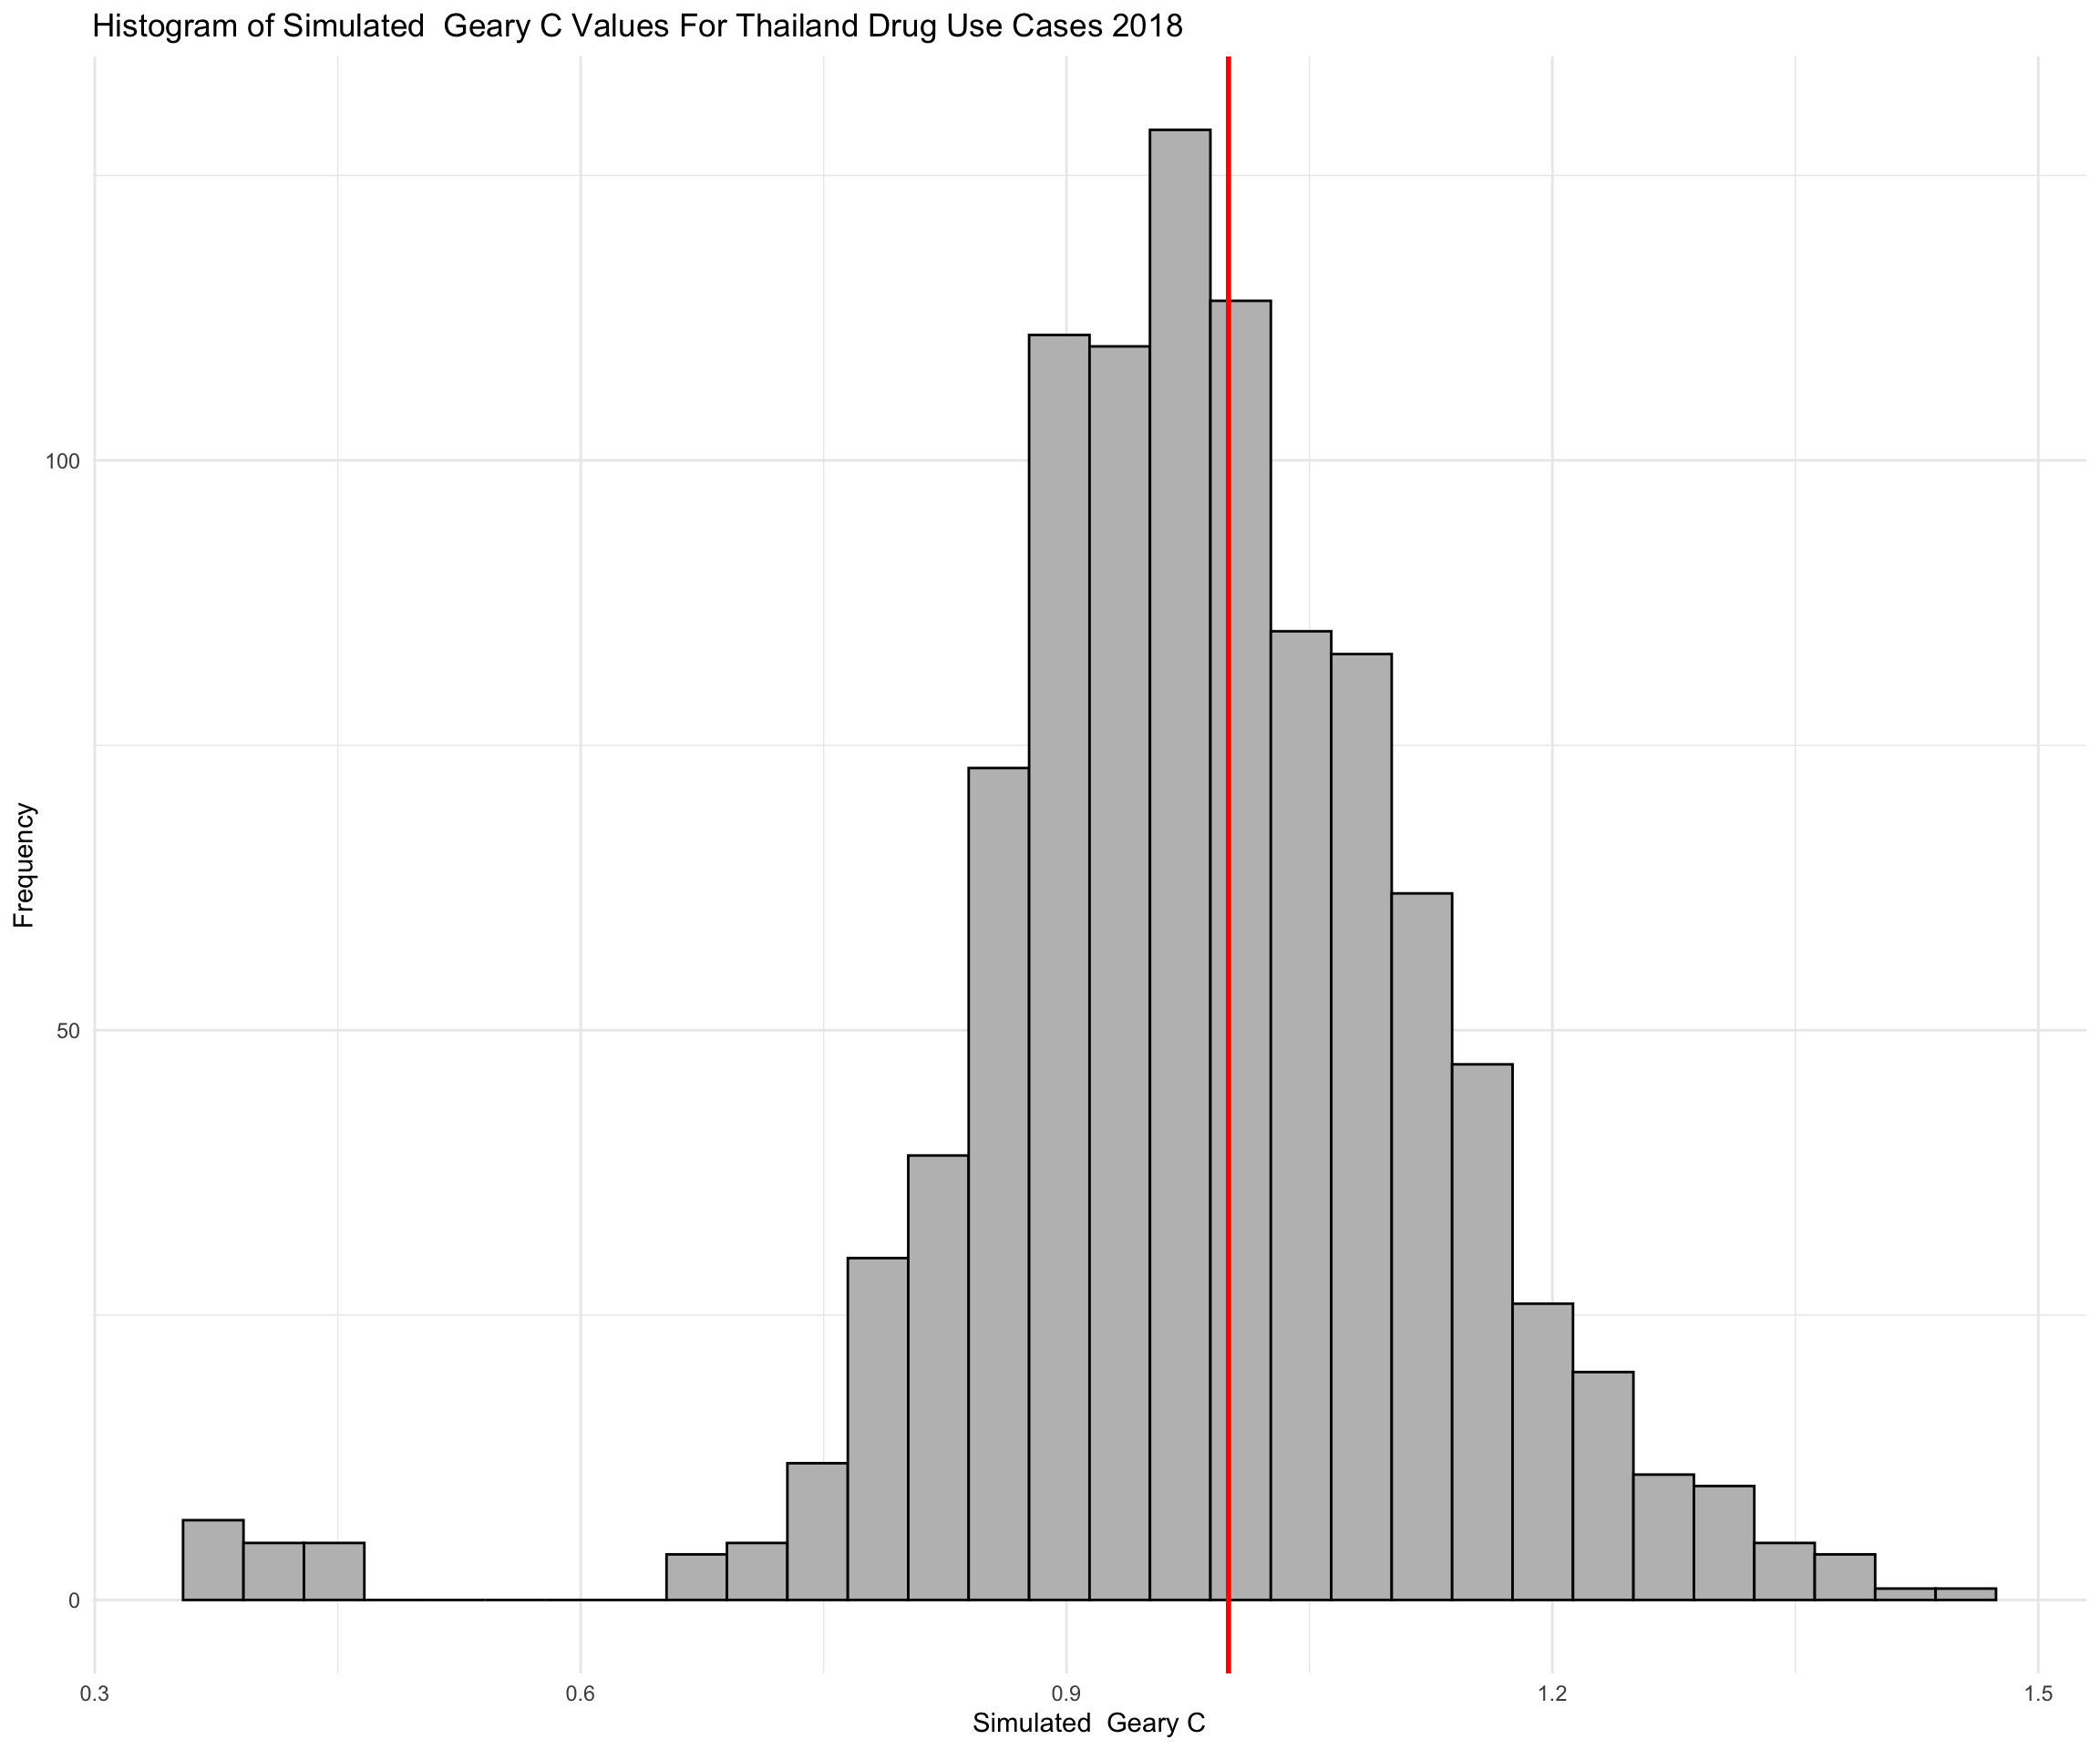 Histogram of Simulated  Geary C Values For Thailand Drug Use Cases 2018
Frequency
100
50
0
0.3
0.6
0.9
1.2
1.5
Simulated  Geary C